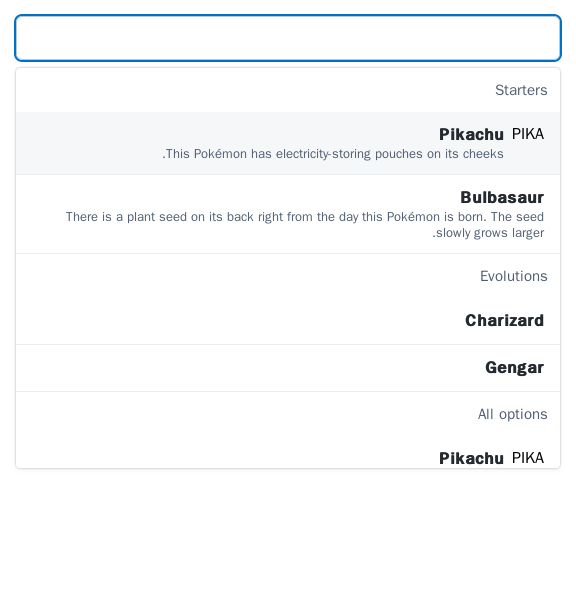 Starters
Pikachu PIKA
.This Pokémon has electricity-storing pouches on its cheeks
Bulbasaur
There is a plant seed on its back right from the day this Pokémon is born. The seed
.slowly grows larger
Evolutions
Charizard
Gengar
All options
Pikachu PIKA